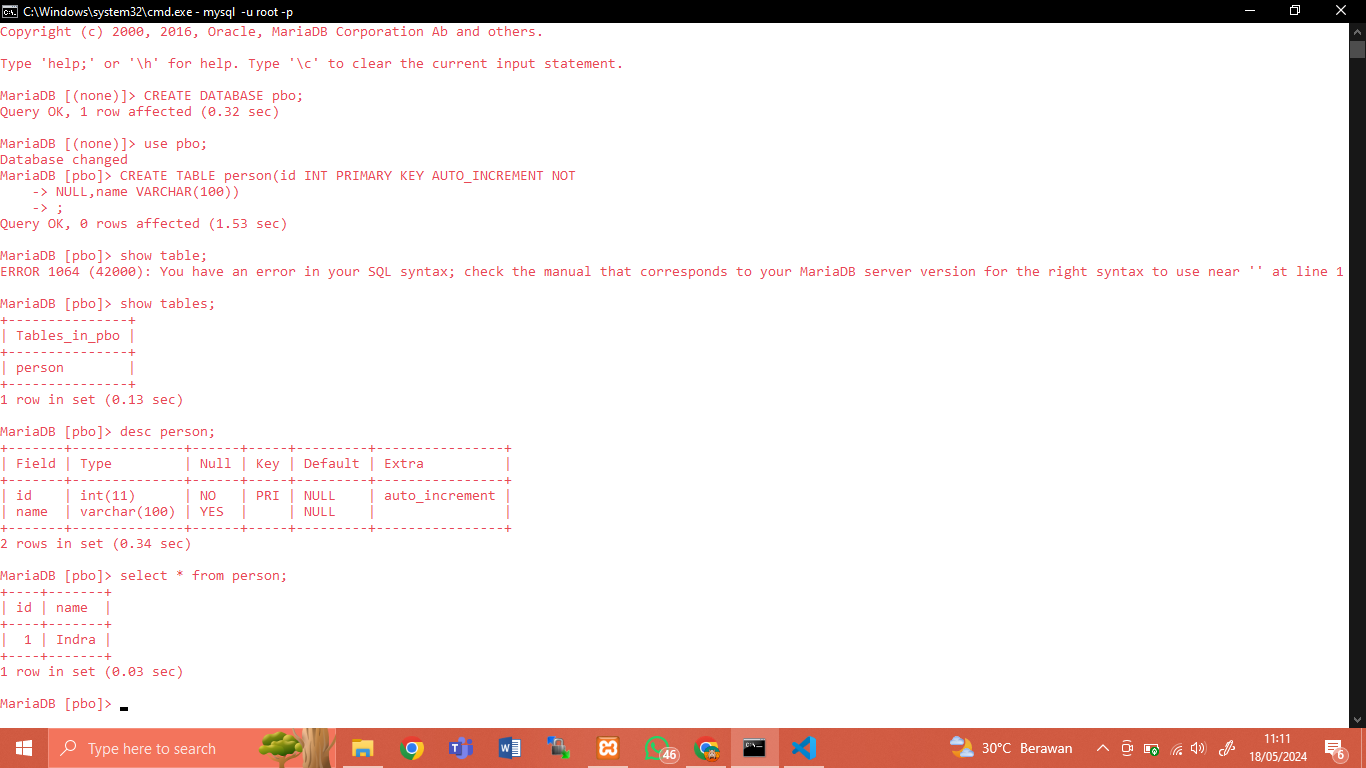 C:\Windows\system32\cmd.exe - mysql  -u root -p
Copyright (c) 2000, 2016, Oracle, MariaDB Corporation Ab and others.
Type 'help;' or '\h' for help. Type '\c' to clear the current input statement.
MariaDB [(none)]> CREATE DATABASE pbo;
Query OK, 1 row affected (0.32 sec)
MariaDB [(none)]> use pbo;
Database changed
MariaDB [pbo]> CREATE TABLE person(id INT PRIMARY KEY AUTO_INCREMENT NOT
    -> NULL,name VARCHAR(100))
    -> ;
Query OK, 0 rows affected (1.53 sec)
MariaDB [pbo]> show table;
ERROR 1064 (42000): You have an error in your SQL syntax; check the manual that corresponds to your MariaDB server version for the right syntax to use near '' at line 1
MariaDB [pbo]> show tables;
+---------------+
| Tables_in_pbo |
+---------------+
| person        |
+---------------+
1 row in set (0.13 sec)
MariaDB [pbo]> desc person;
+-------+--------------+------+-----+---------+----------------+
| Field | Type         | Null | Key | Default | Extra          |
+-------+--------------+------+-----+---------+----------------+
| id    | int(11)      | NO   | PRI | NULL    | auto_increment |
| name  | varchar(100) | YES  |     | NULL    |                |
+-------+--------------+------+-----+---------+----------------+
2 rows in set (0.34 sec)
MariaDB [pbo]> select * from person;
+----+-------+
| id | name  |
+----+-------+
|  1 | Indra |
+----+-------+
1 row in set (0.03 sec)
MariaDB [pbo]>
Type here to search
46
30°C  Berawan
11:11
18/05/2024
6